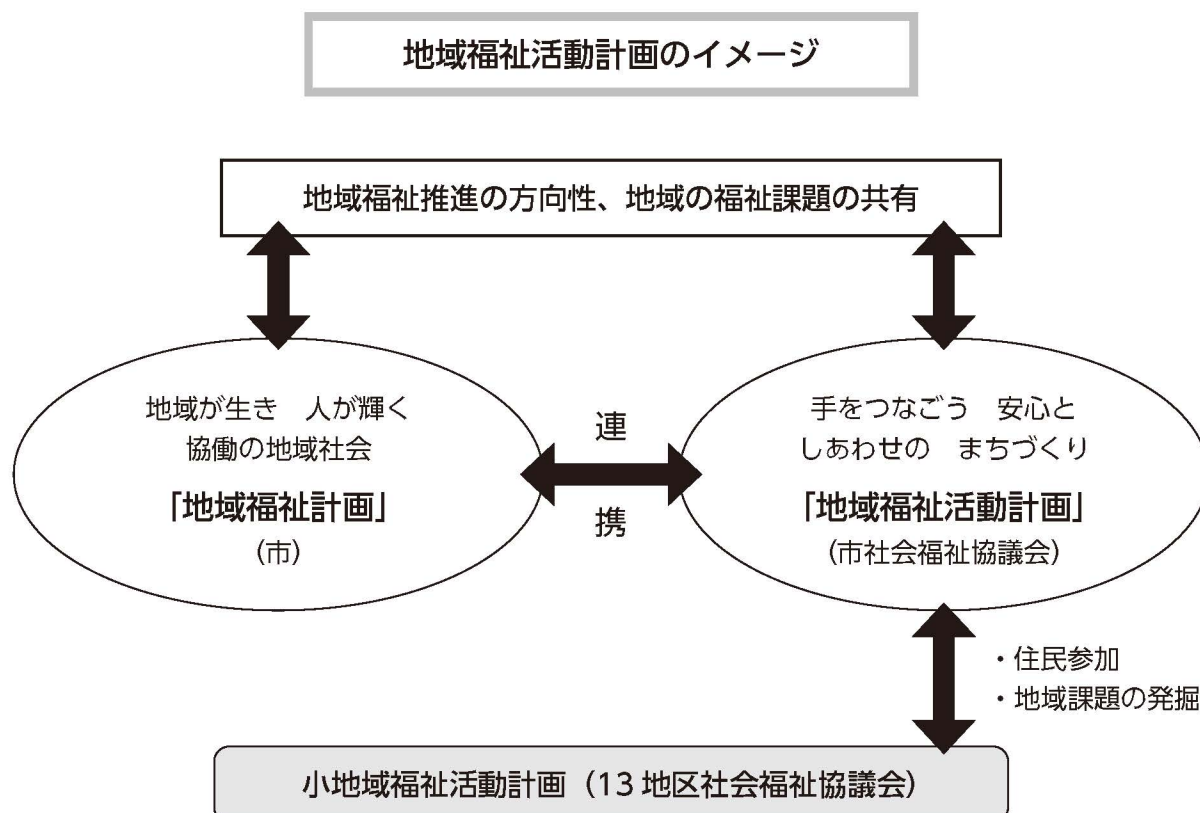 地域福祉活動計画のイメージ
地域福祉推進の方向性、地域の福祉課題の共有
地域が生き　人が輝く
協働の地域社会
「地域福祉計画」
（市）
連
携
手をつなごう　安心と
しあわせの　まちづくり
「地域福祉活動計画」
（市社会福祉協議会）
・住民参加
・地域課題の発掘
小地域福祉活動計画（13 地区社会福祉協議会）